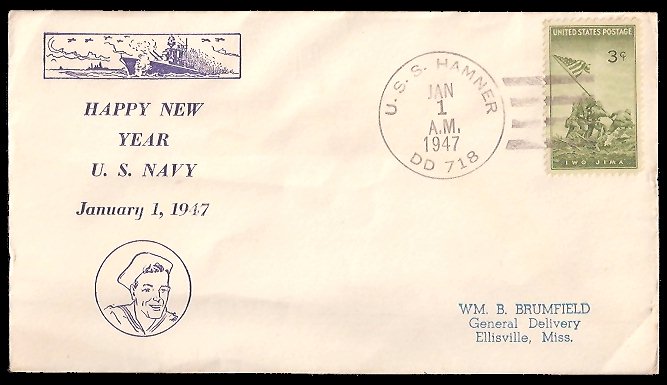 HAPPY NEW
YEAR
U. S. NAVY
January 1, 1947
U. S. S. HAMNER
JAN
1
A.M.
1947
DD 718
UNITED STATES POSTAGE
3¢
IWO JIMA
WM. B. BRUMFIELD
General Delivery
Ellisville, Miss.